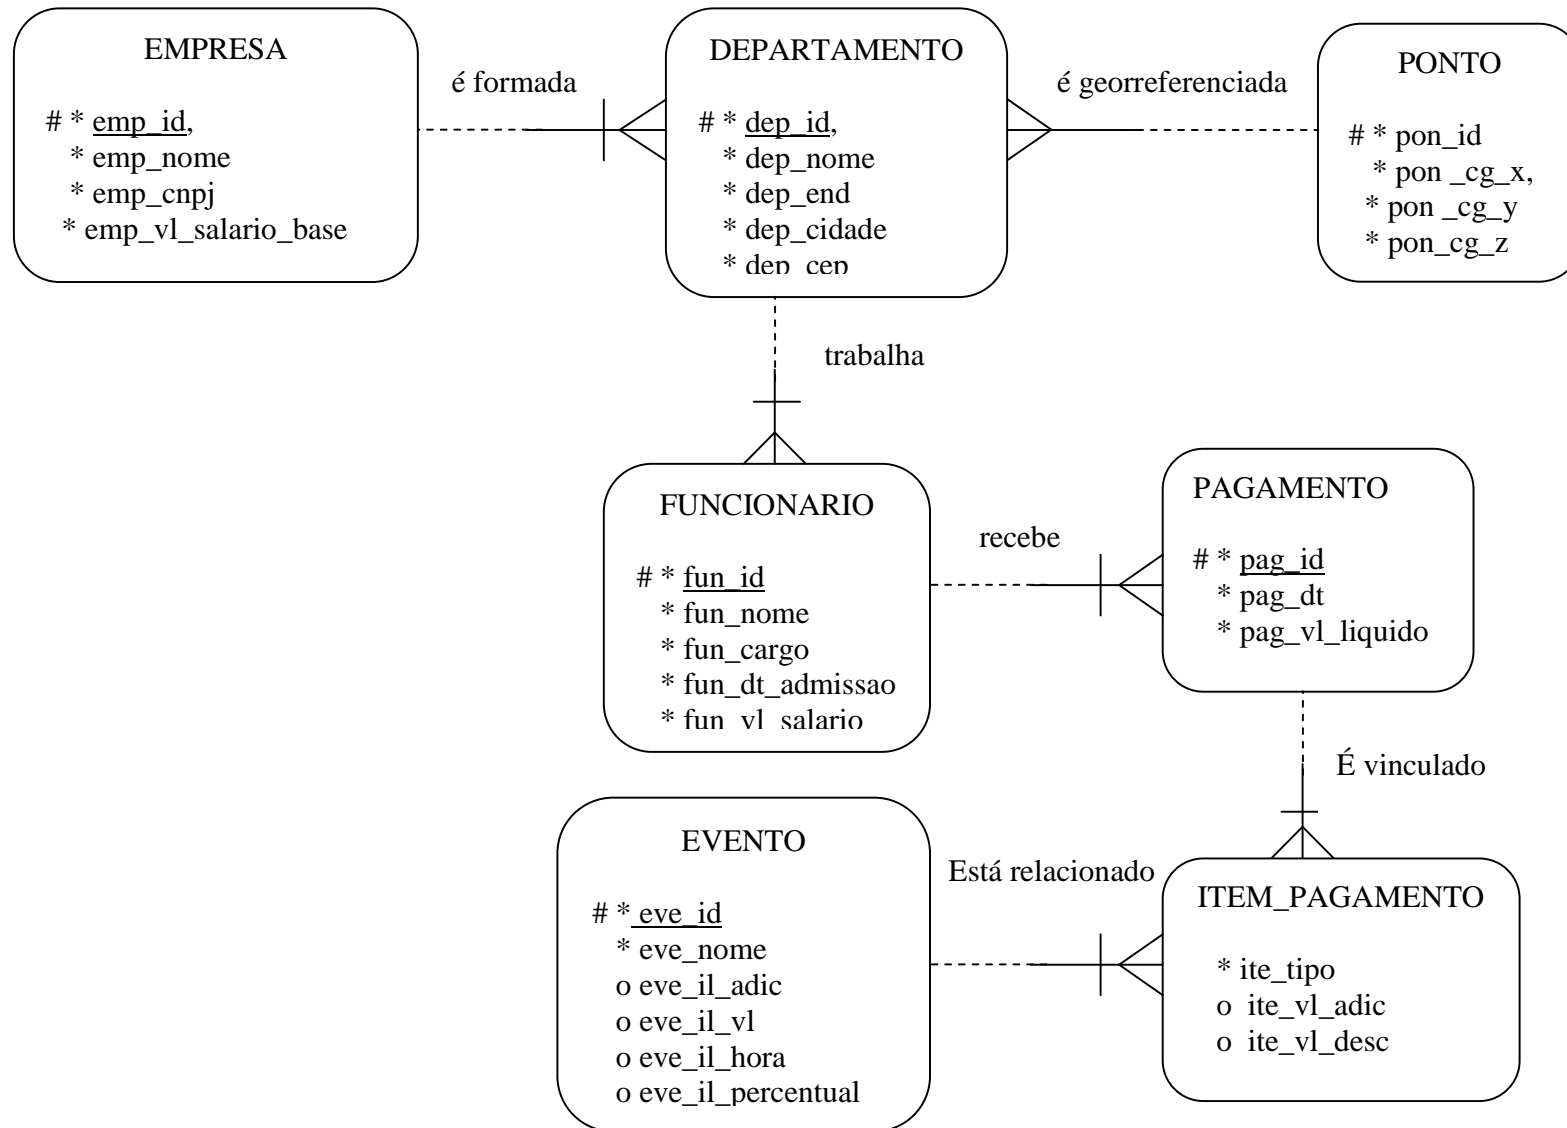 EMPRESA
# * emp_id,
* emp_nome
* emp_cnpj
* emp_vl_salario_base
é formada
DEPARTAMENTO
# * dep_id,
* dep_nome
* dep_end
* dep_cidade
* dep_cep
é georreferenciada
PONTO
# * pon_id
* pon _cg_x,
* pon _cg_y
* pon_cg_z
trabalha
FUNCIONARIO
# * fun_id
* fun_nome
* fun_cargo
* fun_dt_admissao
* fun_vl_salario
recebe
PAGAMENTO
# * pag_id
* pag_dt
* pag_vl_liquido
É vinculado
EVENTO
# * eve_id
* eve_nome
o eve_il_adic
o eve_il_vl
o eve_il_hora
o eve_il_percentual
Está relacionado
ITEM_PAGAMENTO
* ite_tipo
o ite_vl_adic
o ite_vl_desc